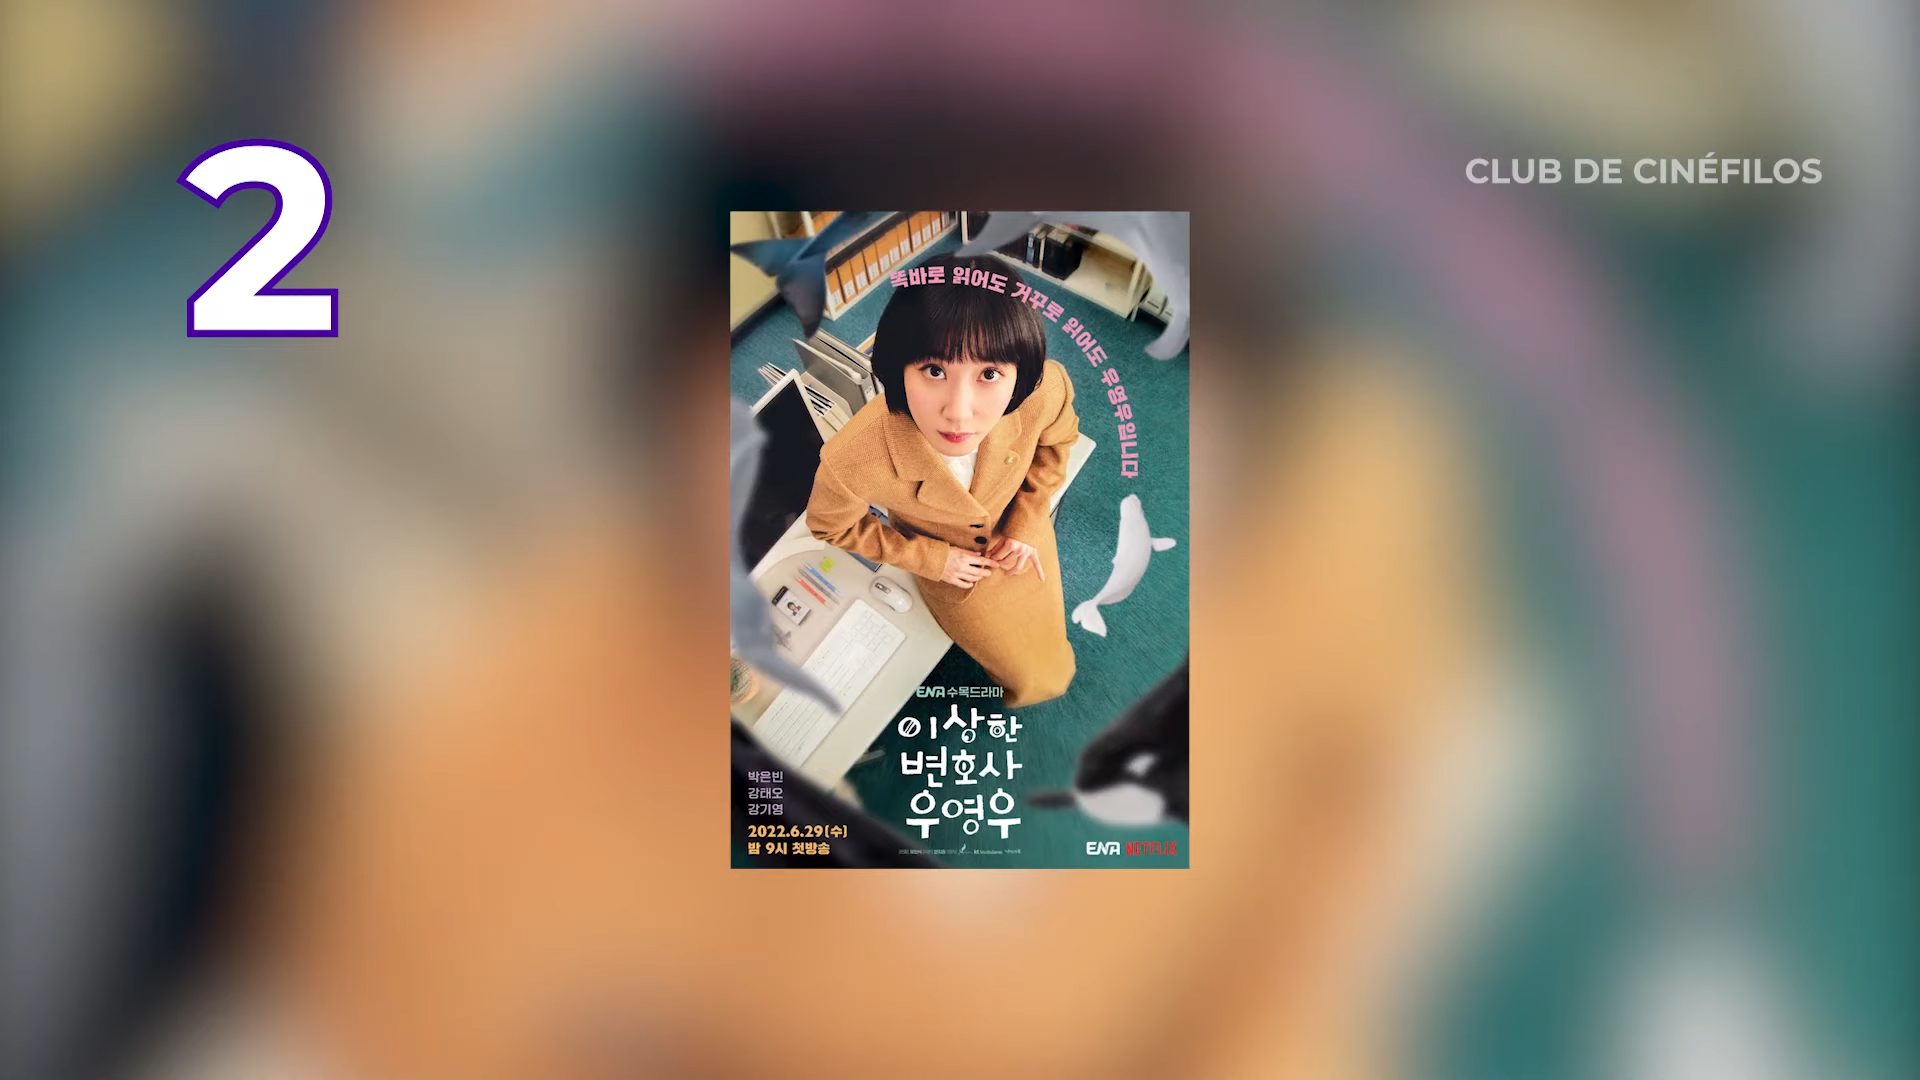 2
CLUB DE CINÉFILOS
똑바로 읽어도 거꾸로 읽어도 우영우입니다
ENA 수목드라마
이상한
변호사
우영우
박은빈
강태오
강기영
2022.6.29(수)
밤 9시 첫방송
ENA NETFLIX